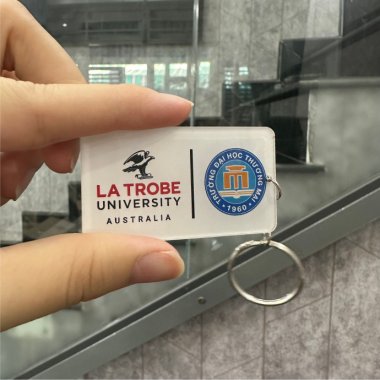 LA TROBE
UNIVERSITY
AUSTRALIA
TRƯỜNG ĐẠI HỌC THƯƠNG MẠI
1960